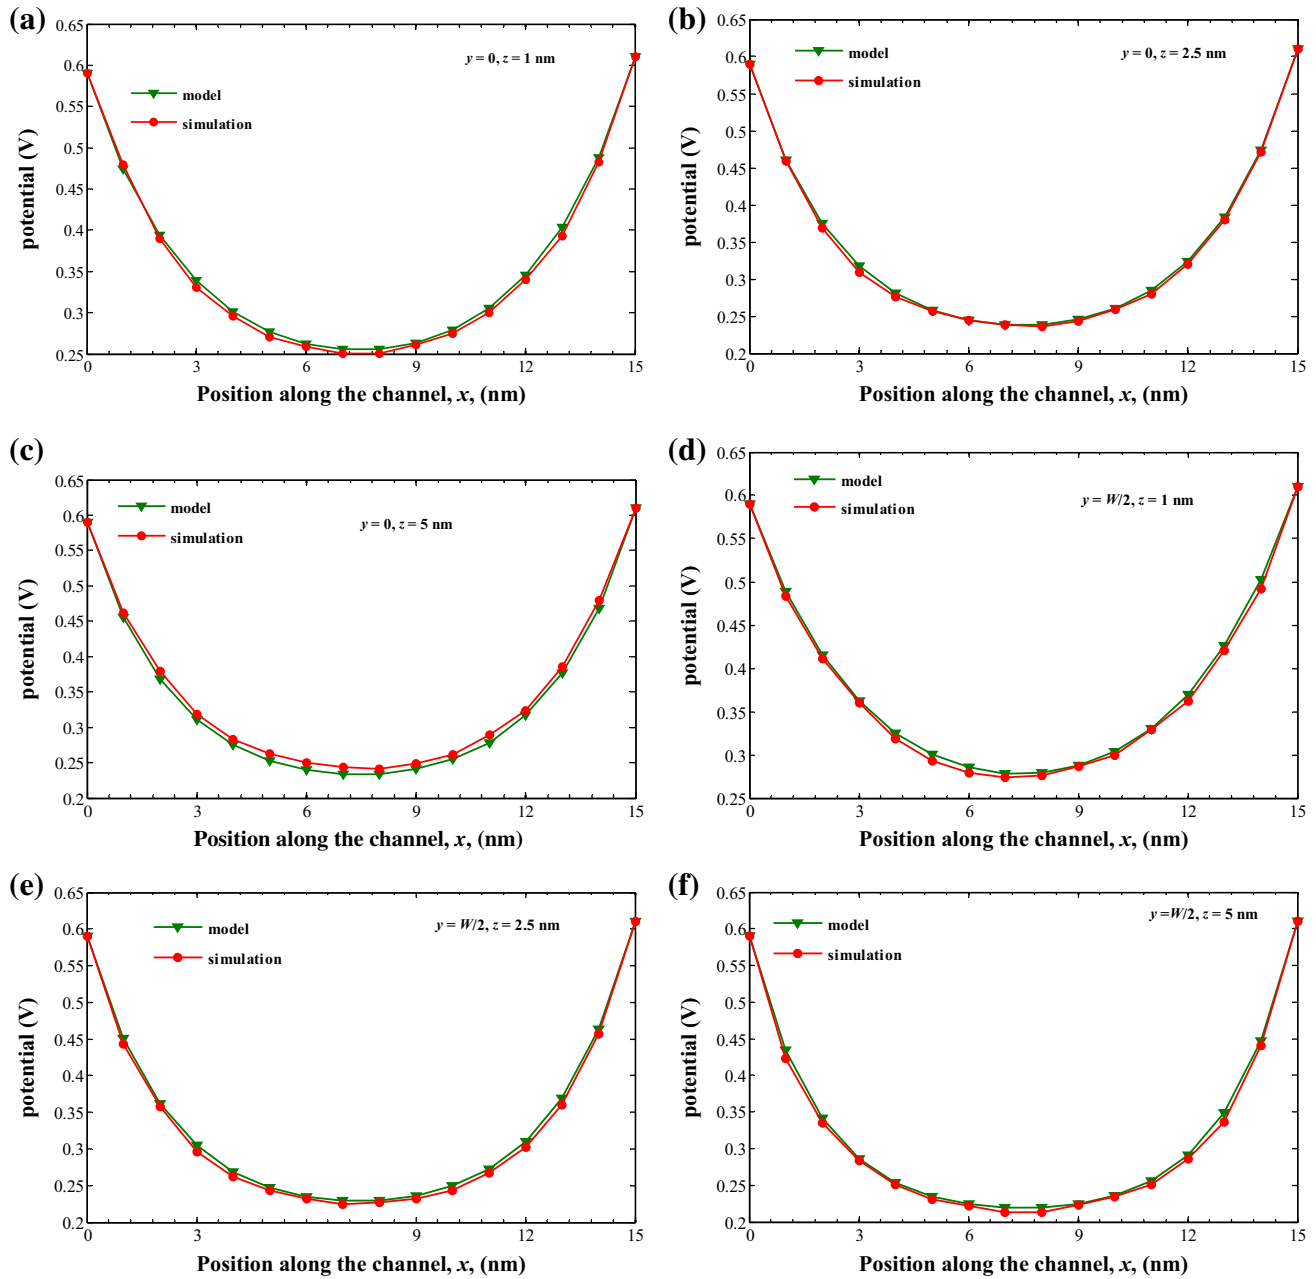 (a)
0.65
0.6
0.55
0.5
0.45
0.4
0.35
0.3
0.25
potential (V)
y = 0, z = 1 nm
model
simulation
0 3 6 9 12 15
Position along the channel, x, (nm)
(b)
0.65
0.6
0.55
0.5
0.45
0.4
0.35
0.3
0.25
0.2
potential (V)
y = 0, z = 2.5 nm
model
simulation
0 3 6 9 12 15
Position along the channel, x, (nm)
(c)
0.65
0.6
0.55
0.5
0.45
0.4
0.35
0.3
0.25
0.2
potential (V)
model
y = 0, z = 5 nm
simulation
0 3 6 9 12 15
Position along the channel, x, (nm)
(d)
0.65
0.6
0.55
0.5
0.45
0.4
0.35
0.3
0.25
potential (V)
model
y = W/2, z = 1 nm
simulation
0 3 6 9 12 15
Position along the channel, x, (nm)
(e)
0.65
0.6
0.55
0.5
0.45
0.4
0.35
0.3
0.25
0.2
potential (V)
y = W/2, z = 2.5 nm
model
simulation
0 3 6 9 12 15
Position along the channel, x, (nm)
(f)
0.65
0.6
0.55
0.5
0.45
0.4
0.35
0.3
0.25
0.2
potential (V)
y =W/2, z = 5 nm
model
simulation
0 3 6 9 12 15
Position along the channel, x, (nm)